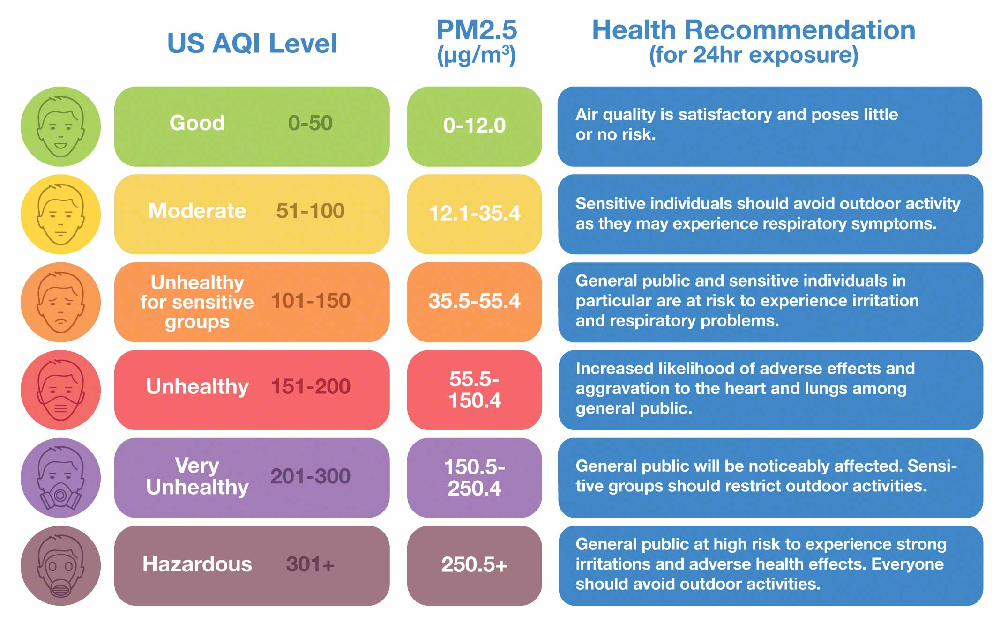 US AQI Level
PM2.5
(µg/m³)
Health Recommendation
(for 24hr exposure)
Good 0-50
0-12.0
Air quality is satisfactory and poses little
or no risk.
Moderate 51-100
12.1-35.4
Sensitive individuals should avoid outdoor activity
as they may experience respiratory symptoms.
Unhealthy
for sensitive
groups
101-150
35.5-55.4
General public and sensitive individuals in
particular are at risk to experience irritation
and respiratory problems.
Unhealthy 151-200
55.5-
150.4
Increased likelihood of adverse effects and
aggravation to the heart and lungs among
general public.
Very
Unhealthy
201-300
150.5-
250.4
General public will be noticeably affected. Sensi-
tive groups should restrict outdoor activities.
Hazardous 301+
250.5+
General public at high risk to experience strong
irritations and adverse health effects. Everyone
should avoid outdoor activities.